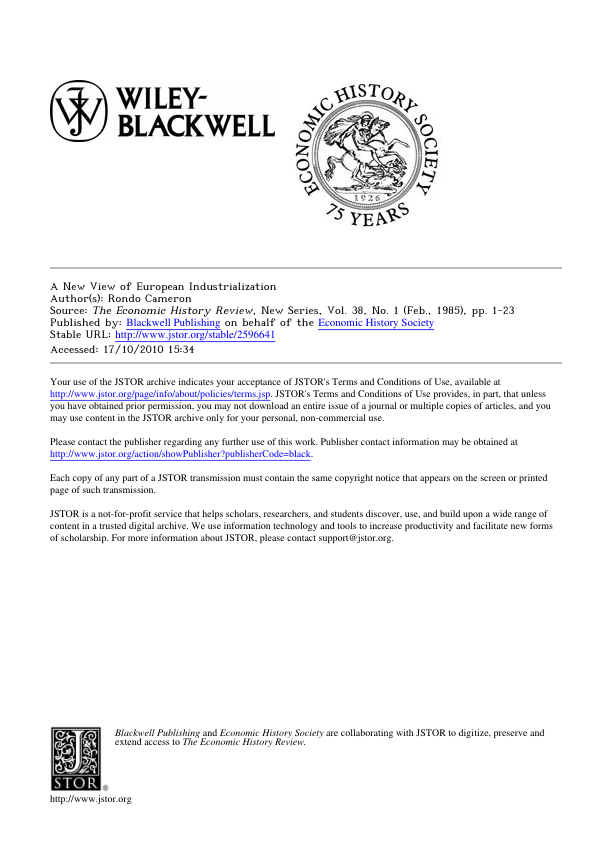 WILEY-
BLACKWELL
ECONOMIC HISTORY SOCIETY
1926
75 YEARS
A New View of European Industrialization
Author(s): Rondo Cameron
Source: The Economic History Review, New Series, Vol. 38, No. 1 (Feb., 1985), pp. 1-23
Published by: Blackwell Publishing on behalf of the Economic History Society
Stable URL: http://www.jstor.org/stable/2596641
Accessed: 17/10/2010 15:34
Your use of the JSTOR archive indicates your acceptance of JSTOR's Terms and Conditions of Use, available at
http://www.jstor.org/page/info/about/policies/terms.jsp. JSTOR's Terms and Conditions of Use provides, in part, that unless
you have obtained prior permission, you may not download an entire issue of a journal or multiple copies of articles, and you
may use content in the JSTOR archive only for your personal, non-commercial use.
Please contact the publisher regarding any further use of this work. Publisher contact information may be obtained at
http://www.jstor.org/action/showPublisher?publisherCode=black.
Each copy of any part of a JSTOR transmission must contain the same copyright notice that appears on the screen or printed
page of such transmission.
JSTOR is a not-for-profit service that helps scholars, researchers, and students discover, use, and build upon a wide range of
content in a trusted digital archive. We use information technology and tools to increase productivity and facilitate new forms
of scholarship. For more information about JSTOR, please contact support@jstor.org.
Blackwell Publishing and Economic History Society are collaborating with JSTOR to digitize, preserve and
extend access to The Economic History Review.
JSTOR®
http://www.jstor.org